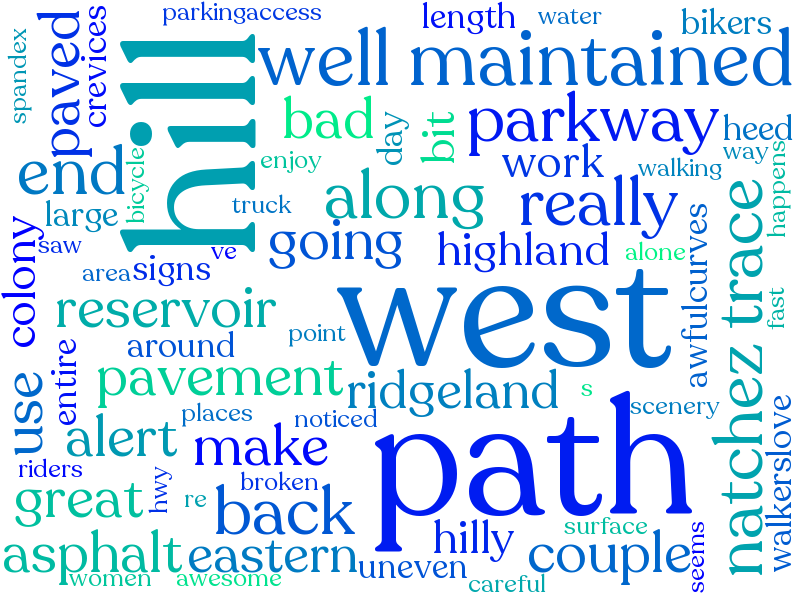 parkingaccess
length
water
bikers
spandex
paved
crevices
hill
well maintained
bad
day
bit
parkway
heed
end
bicycle
enjoy
work
walking
way
happens
large
truck
along
really
colony
saw
ve
going
highland
alone
awfulcurves
natchez trace
area
signs
west
reservoir
point
fast
around
entire
pavement
ridgeland
s
scenery
use
places
noticed
path
walkerslove
alert
make
riders
hwy
broken
great
re
back
hilly
surface
seems
asphalt
eastern
uneven
couple
women
awesome
careful